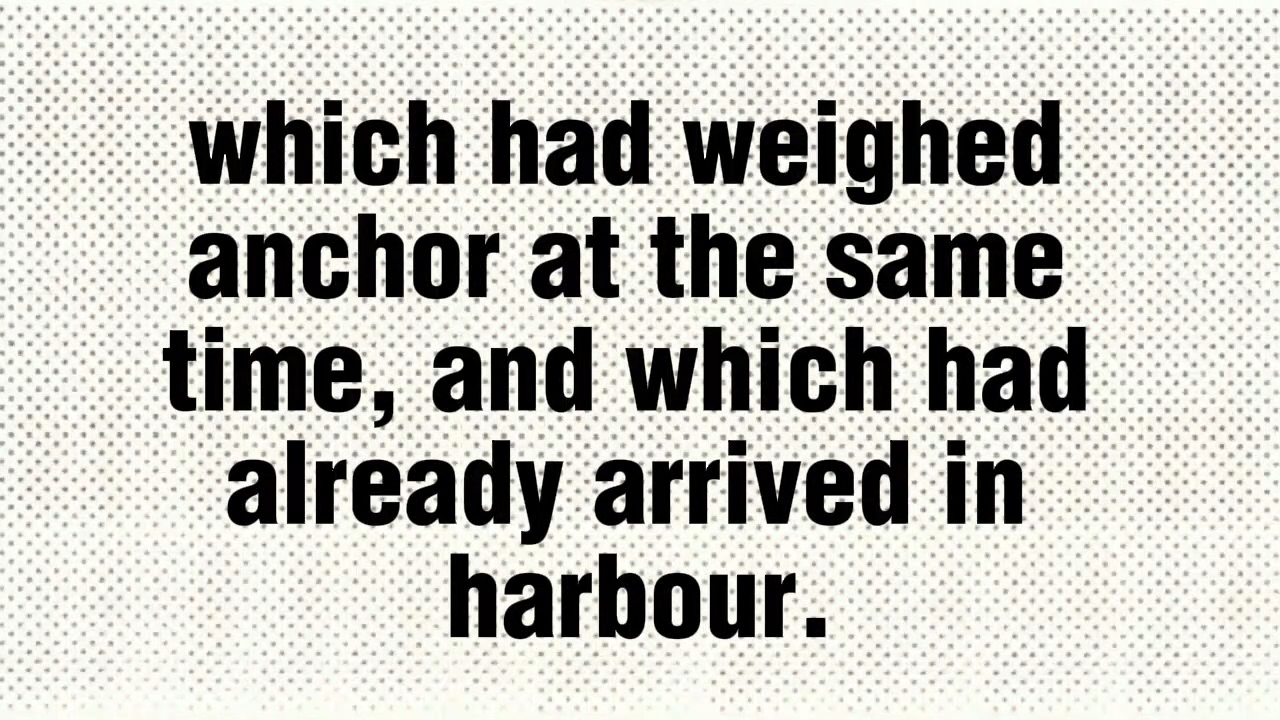 which had weighed
anchor at the same
time, and which had
already arrived in
harbour.